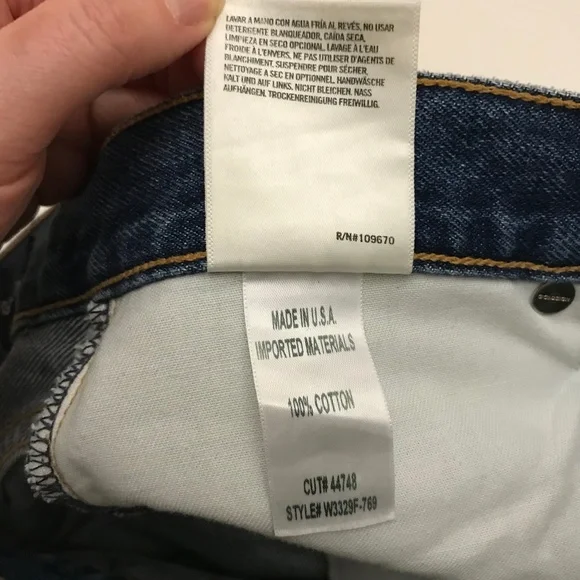 LAVAR A MANO CON AGUA FRÍA AL REVÉS, NO USAR
DETERGENTE BLANQUEADOR, CAÍDA SECA,
LIMPIEZA EN SECO OPCIONAL. LAVAGE À L'EAU
FROIDE À L'ENVERS, NE PAS UTILISER D'AGENTS DE
BLANCHIMENT, SUSPENDRE POUR SÉCHER,
NETTOYAGE A SEC EN OPTIONNEL. HANDWÄSCHE
KALT UND AUF LINKS, NICHT BLEICHEN, NASS
AUFHÄNGEN, TROCKENREINIGUNG FREIWILLIG.
R/N#109670
MADE IN U.S.A.
IMPORTED MATERIALS
100% COTTON
CUT# 44748
STYLE# W3329F-769